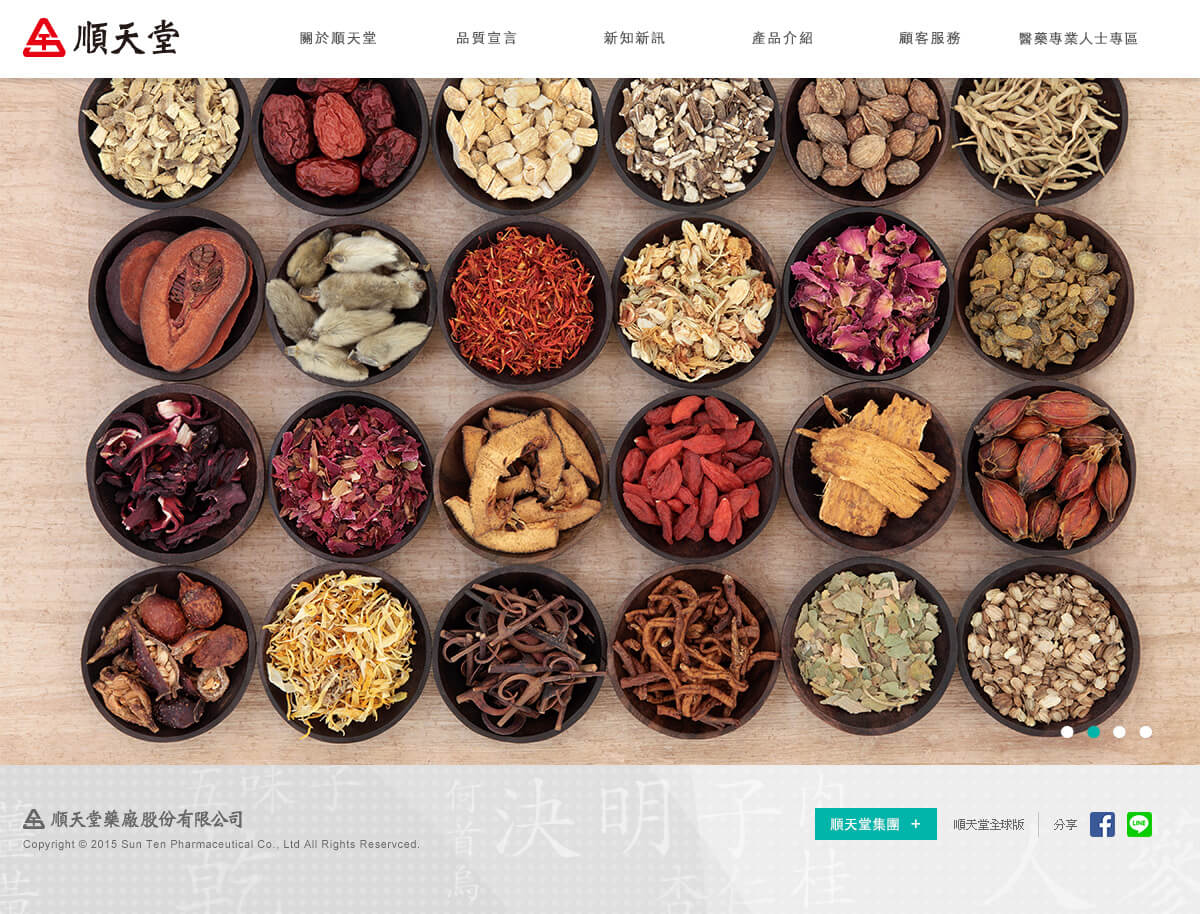 順天堂
關於順天堂
品質宣言
新知新訊
產品介紹
顧客服務
醫藥專業人士專區
五味子
何首烏
決明子
肉桂
乾
杏仁
人參
順天堂藥廠股份有限公司
Copyright © 2015 Sun Ten Pharmaceutical Co., Ltd All Rights Reservced.
順天堂集團 +
順天堂全球版
分享
LINE